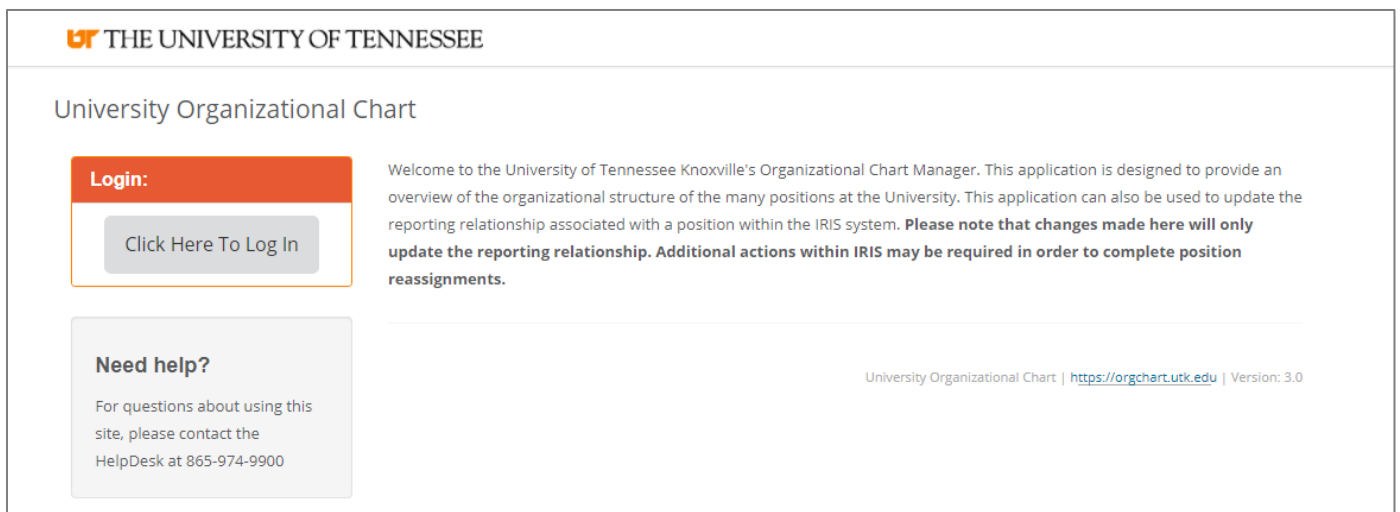 UT THE UNIVERSITY OF TENNESSEE
University Organizational Chart
Login:
Click Here To Log In
Need help?
For questions about using this
site, please contact the
HelpDesk at 865-974-9900
Welcome to the University of Tennessee Knoxville's Organizational Chart Manager. This application is designed to provide an
overview of the organizational structure of the many positions at the University. This application can also be used to update the
reporting relationship associated with a position within the IRIS system. Please note that changes made here will only
update the reporting relationship. Additional actions within IRIS may be required in order to complete position
reassignments.
University Organizational Chart | https://orgchart.utk.edu | Version: 3.0